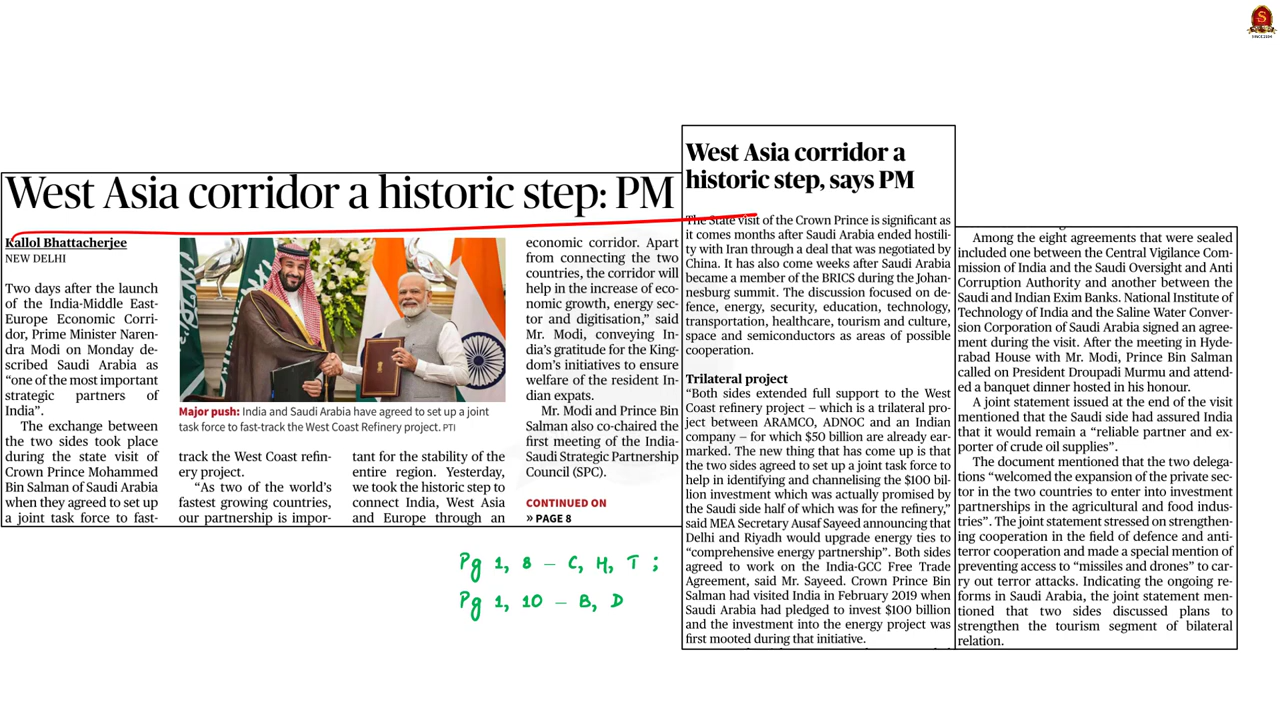 SINCE 2004
West Asia corridor a historic step: PM
Kallol Bhattacherjee
NEW DELHI
Two days after the launch
of the India-Middle East-
Europe Economic Corri-
dor, Prime Minister Naren-
dra Modi on Monday de-
scribed Saudi Arabia as
“one of the most important
strategic partners of
India”.
The exchange between
the two sides took place
during the state visit of
Crown Prince Mohammed
Bin Salman of Saudi Arabia
when they agreed to set up
a joint task force to fast-
Major push: India and Saudi Arabia have agreed to set up a joint
task force to fast-track the West Coast Refinery project. PTI
track the West Coast refin-
ery project.
“As two of the world’s
fastest growing countries,
our partnership is impor-
tant for the stability of the
entire region. Yesterday,
we took the historic step to
connect India, West Asia
and Europe through an
economic corridor. Apart
from connecting the two
countries, the corridor will
help in the increase of eco-
nomic growth, energy sec-
tor and digitisation,” said
Mr. Modi, conveying In-
dia’s gratitude for the King-
dom’s initiatives to ensure
welfare of the resident In-
dian expats.
Mr. Modi and Prince Bin
Salman also co-chaired the
first meeting of the India-
Saudi Strategic Partnership
Council (SPC).
CONTINUED ON
» PAGE 8
West Asia corridor a
historic step, says PM
The State visit of the Crown Prince is significant as
it comes months after Saudi Arabia ended hostili-
ty with Iran through a deal that was negotiated by
China. It has also come weeks after Saudi Arabia
became a member of the BRICS during the Johan-
nesburg summit. The discussion focused on de-
fence, energy, security, education, technology,
transportation, healthcare, tourism and culture,
space and semiconductors as areas of possible
cooperation.
Trilateral project
“Both sides extended full support to the West
Coast refinery project – which is a trilateral pro-
ject between ARAMCO, ADNOC and an Indian
company – for which $50 billion are already ear-
marked. The new thing that has come up is that
the two sides agreed to set up a joint task force to
help in identifying and channelising the $100 bil-
lion investment which was actually promised by
the Saudi side half of which was for the refinery,”
said MEA Secretary Ausaf Sayeed announcing that
Delhi and Riyadh would upgrade energy ties to
“comprehensive energy partnership”. Both sides
agreed to work on the India-GCC Free Trade
Agreement, said Mr. Sayeed. Crown Prince Bin
Salman had visited India in February 2019 when
Saudi Arabia had pledged to invest $100 billion
and the investment into the energy project was
first mooted during that initiative.
Among the eight agreements that were sealed
included one between the Central Vigilance Com-
mission of India and the Saudi Oversight and Anti
Corruption Authority and another between the
Saudi and Indian Exim Banks. National Institute of
Technology of India and the Saline Water Conver-
sion Corporation of Saudi Arabia signed an agree-
ment during the visit. After the meeting in Hyde-
rabad House with Mr. Modi, Prince Bin Salman
called on President Droupadi Murmu and attend-
ed a banquet dinner hosted in his honour.
A joint statement issued at the end of the visit
mentioned that the Saudi side had assured India
that it would remain a “reliable partner and ex-
porter of crude oil supplies”.
The document mentioned that the two delega-
tions “welcomed the expansion of the private sec-
tor in the two countries to enter into investment
partnerships in the agricultural and food indus-
tries”. The joint statement stressed on strengthen-
ing cooperation in the field of defence and anti-
terror cooperation and made a special mention of
preventing access to “missiles and drones” to car-
ry out terror attacks. Indicating the ongoing re-
forms in Saudi Arabia, the joint statement men-
tioned that two sides discussed plans to
strengthen the tourism segment of bilateral
relation.
Pg 1, 8 – C, H, T ;
Pg 1, 10 – B, D